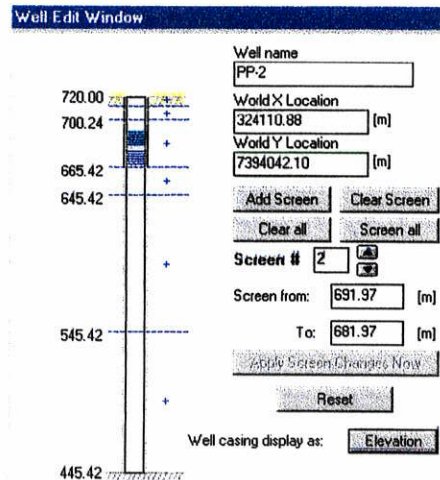 Well Edit Window
Well name
PP-2
World X Location
324110.88 [m]
World Y Location
7394042.10 [m]
Add Screen Clear Screen
Clear all Screen all
Screen # 2
Screen from: 691.97 [m]
To: 681.97 [m]
Apply Screen Changes Now
Reset
Well casing display as: Elevation
720.00
700.24
665.42
645.42
545.42
445.42